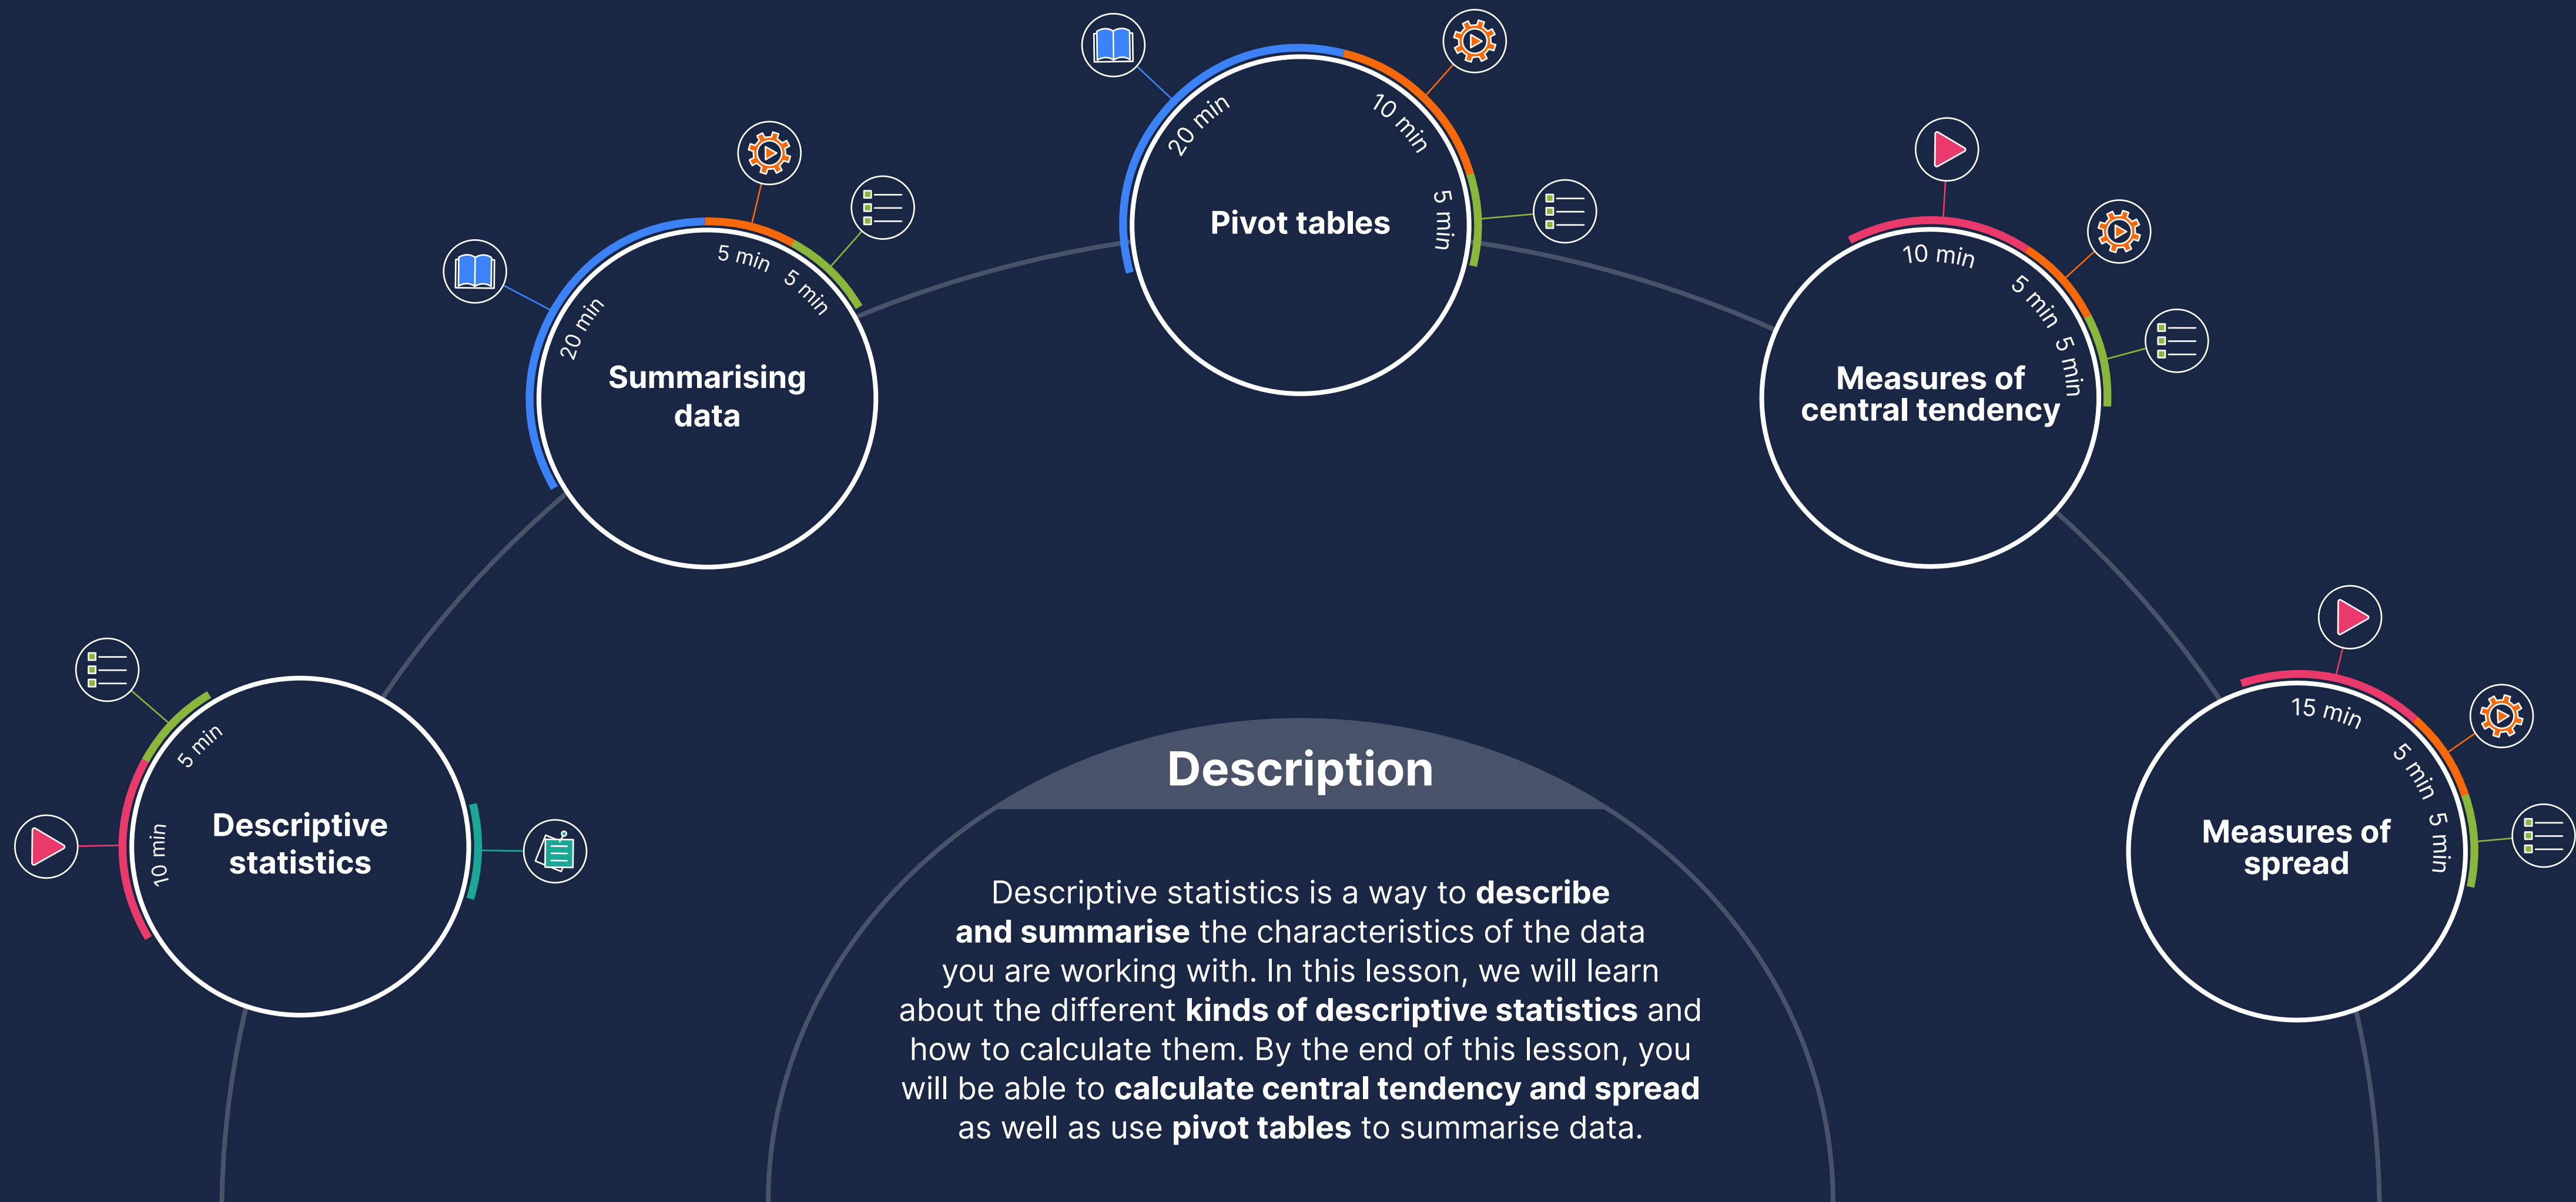 20 min
10 min
5 min
Pivot tables
20 min
5 min
5 min
Summarising
data
10 min
5 min
5 min
Measures of
central tendency
5 min
10 min
Descriptive
statistics
15 min
5 min
5 min
Measures of
spread
Description
Descriptive statistics is a way to describe
and summarise the characteristics of the data
you are working with. In this lesson, we will learn
about the different kinds of descriptive statistics and
how to calculate them. By the end of this lesson, you
will be able to calculate central tendency and spread
as well as use pivot tables to summarise data.